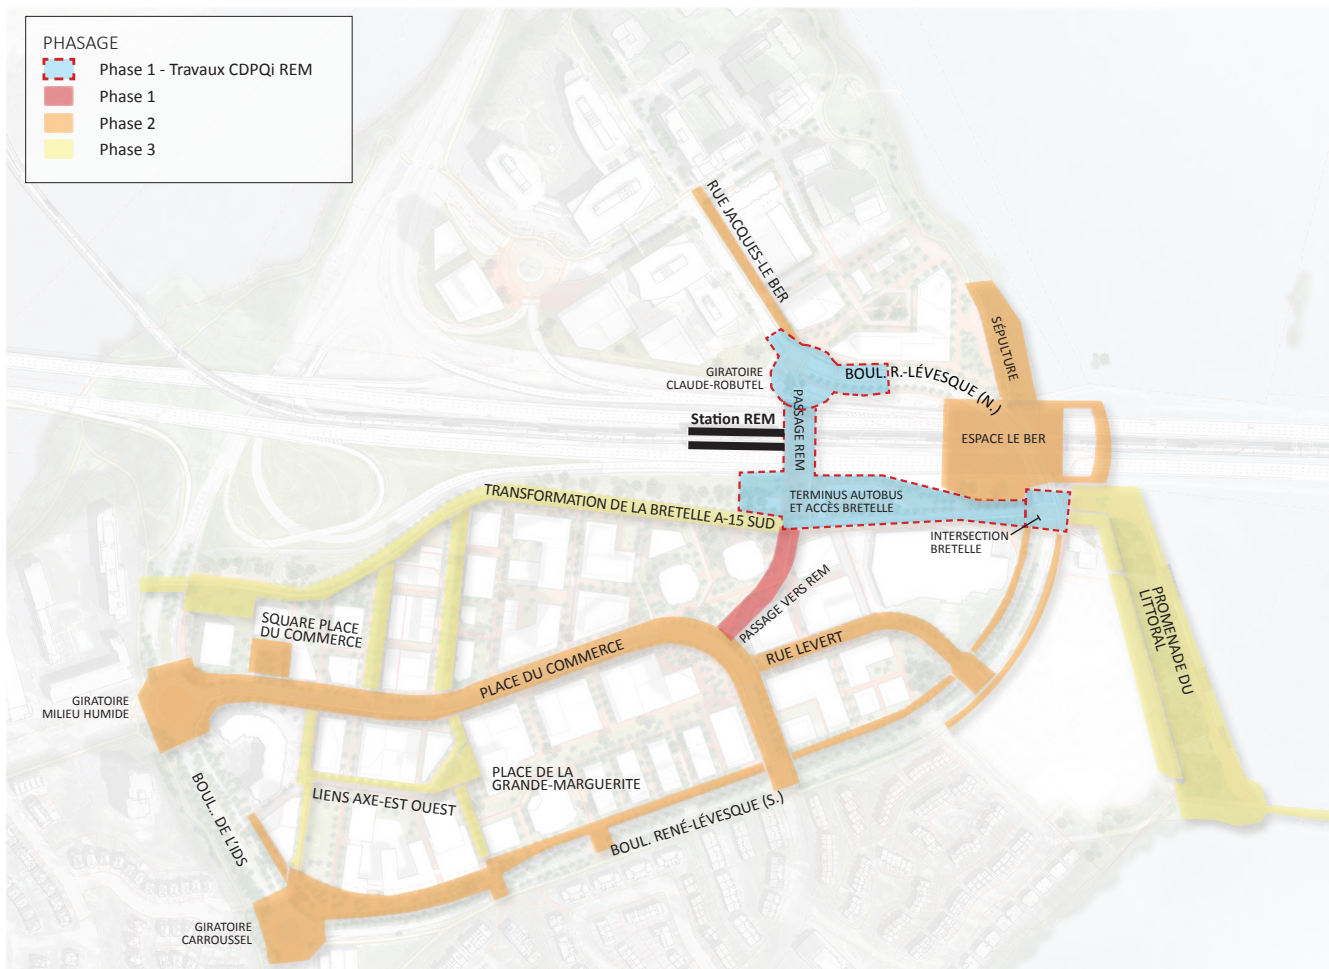 PHASAGE
Phase 1 - Travaux CDPQi REM
Phase 1
Phase 2
Phase 3
RUE JACQUES-LE BER
SÉPULTURE
GIRATOIRE
CLAUDE-ROBUTEL
BOUL. R.-LÉVESQUE (N.)
PASSAGE REM
Station REM
ESPACE LE BER
TRANSFORMATION DE LA BRETELLE A-15 SUD
TERMINUS AUTOBUS
ET ACCÈS BRETELLE
INTERSECTION
BRETELLE
PASSAGE VERS REM
PROMENADE DU
LITTORAL
SQUARE PLACE
DU COMMERCE
PLACE DU COMMERCE
RUE LEVERT
GIRATOIRE
MILIEU HUMIDE
PLACE DE LA
GRANDE-MARGUERITE
LIENS AXE-EST OUEST
BOUL.. DE L'IDS
BOUL. RENÉ-LÉVESQUE (S.)
GIRATOIRE
CARROUSSEL